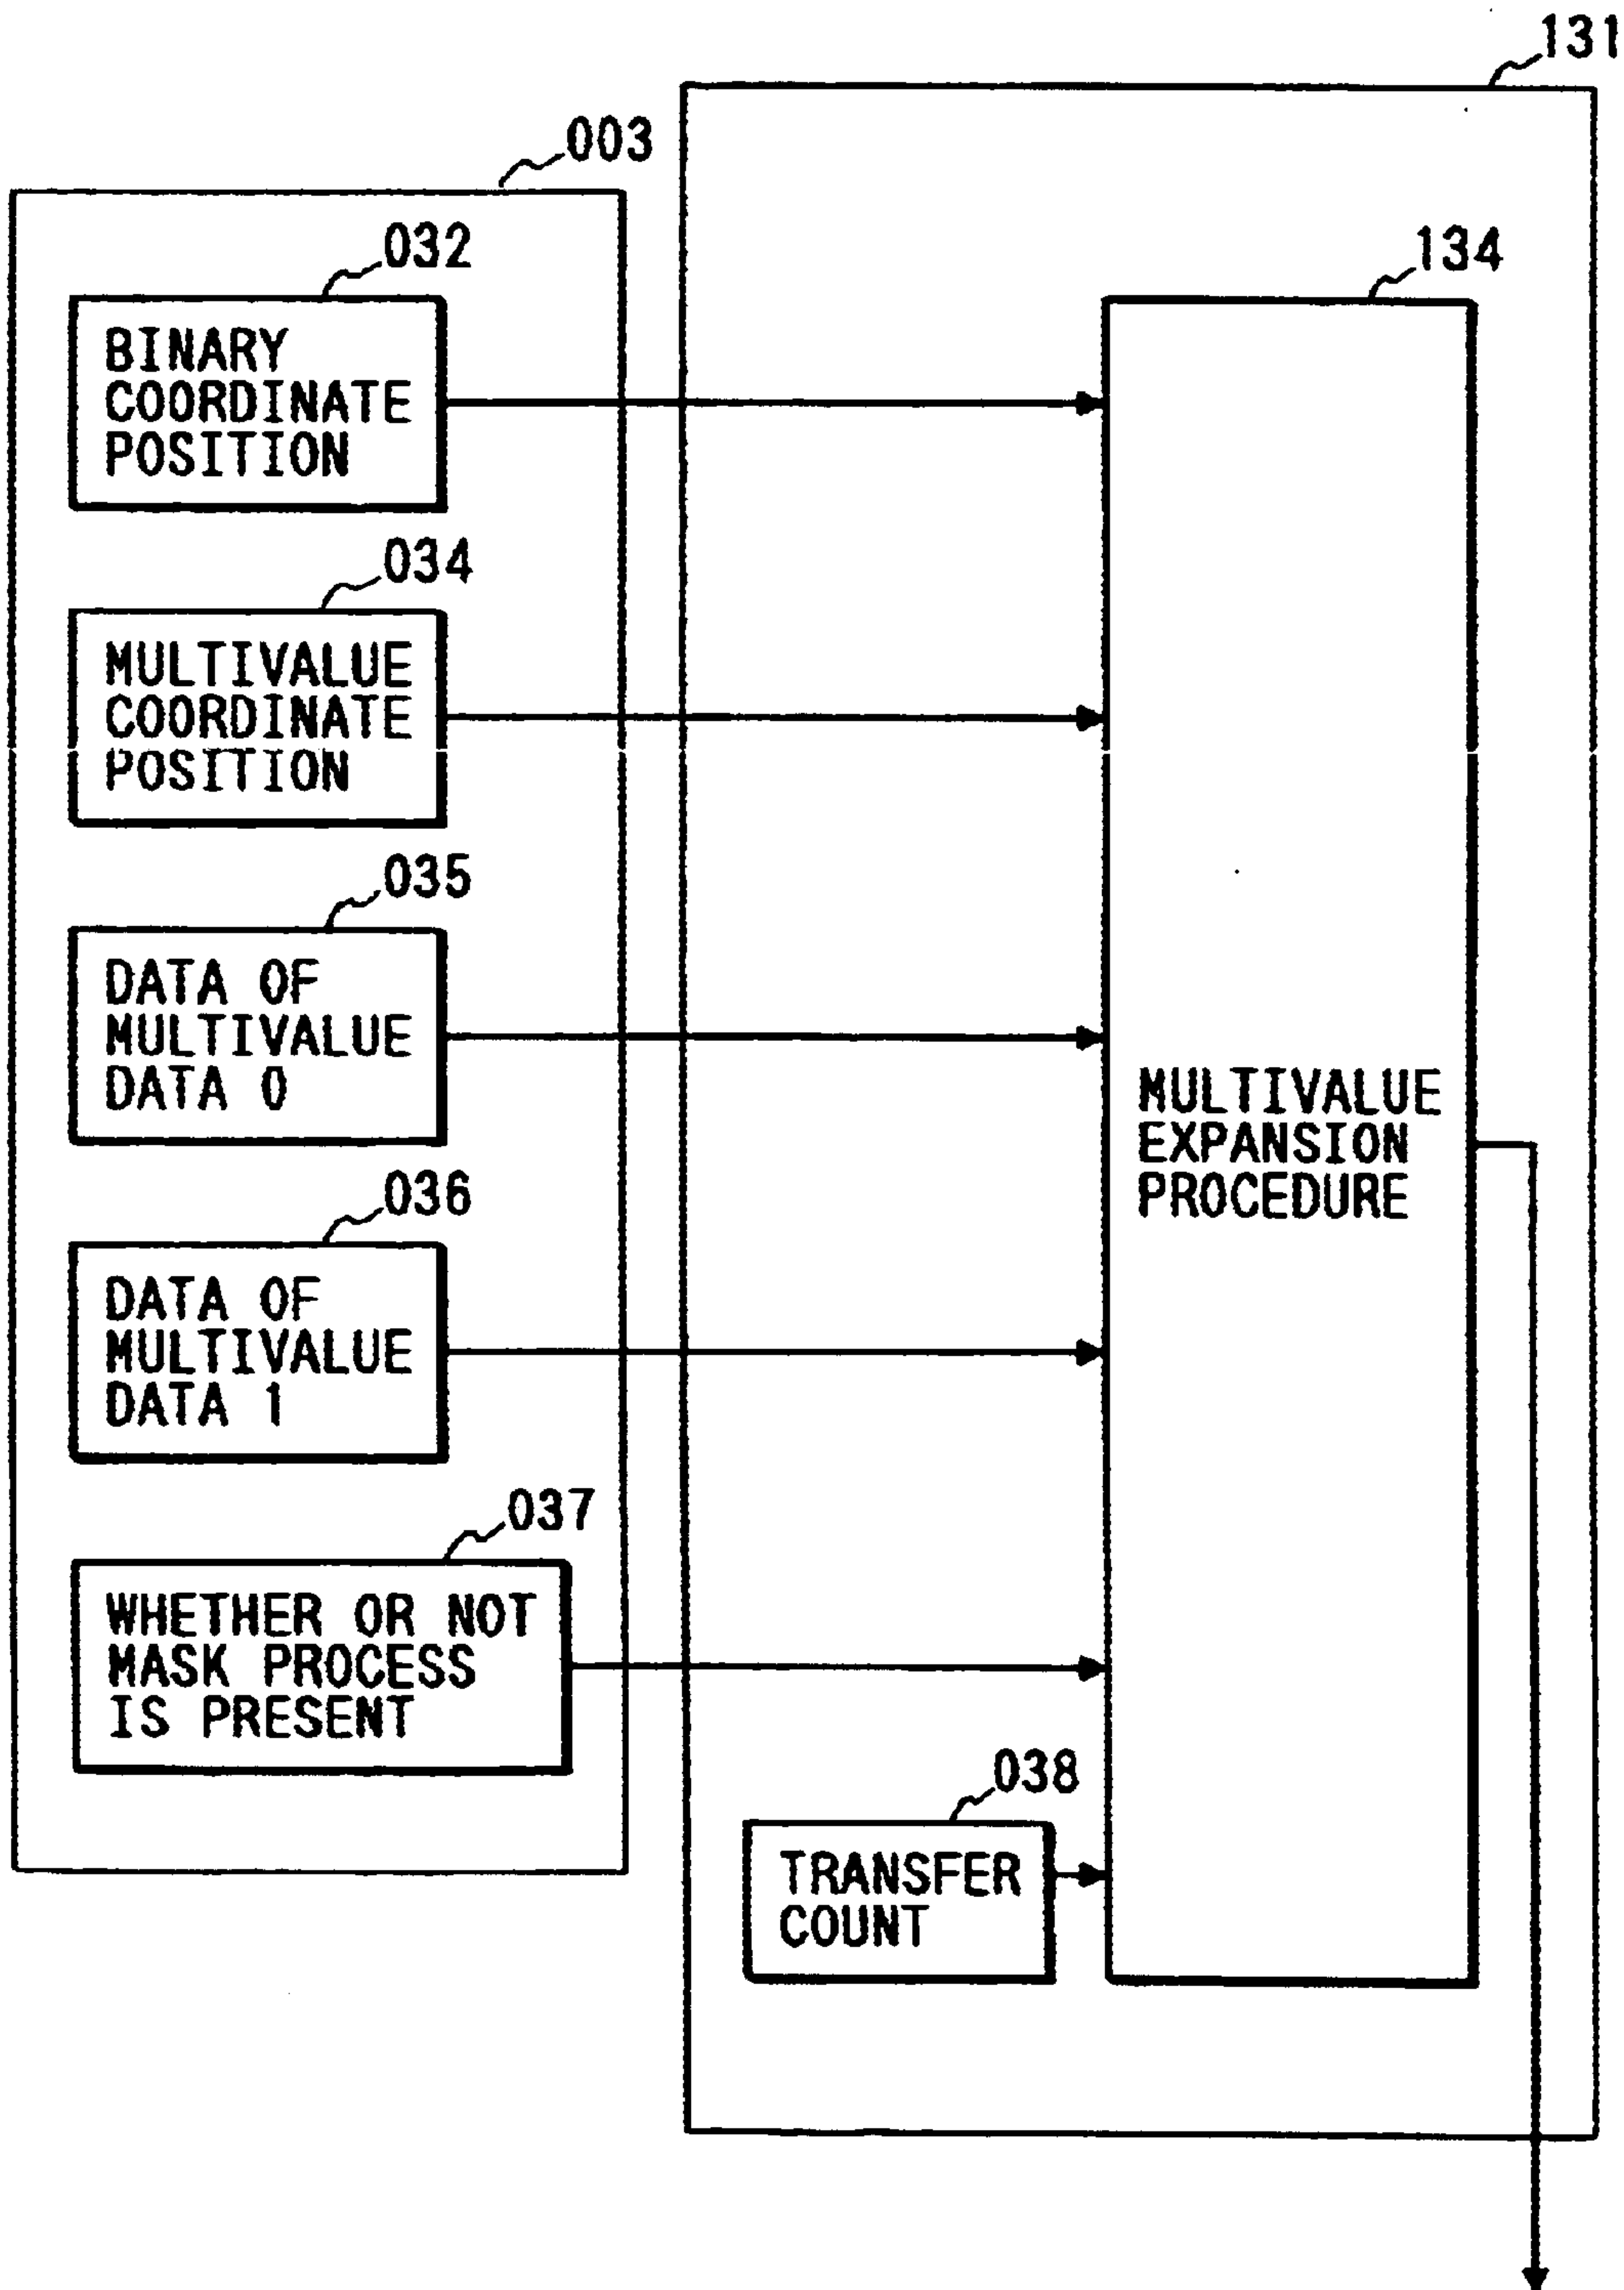 131
003
032
BINARY
COORDINATE
POSITION
134
034
MULTIVALUE
COORDINATE
POSITION
035
DATA OF
MULTIVALUE
DATA 0
MULTIVALUE
EXPANSION
PROCEDURE
036
DATA OF
MULTIVALUE
DATA 1
037
WHETHER OR NOT
MASK PROCESS
IS PRESENT
038
TRANSFER
COUNT